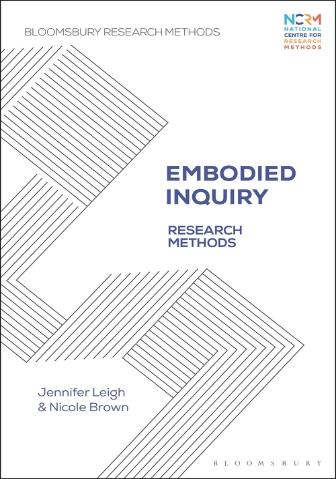 BLOOMSBURY RESEARCH METHODS
NCRM
NATIONAL
CENTRE FOR
RESEARCH
METHODS
EMBODIED
INQUIRY
RESEARCH
METHODS
Jennifer Leigh
& Nicole Brown
BLOOMSBURY